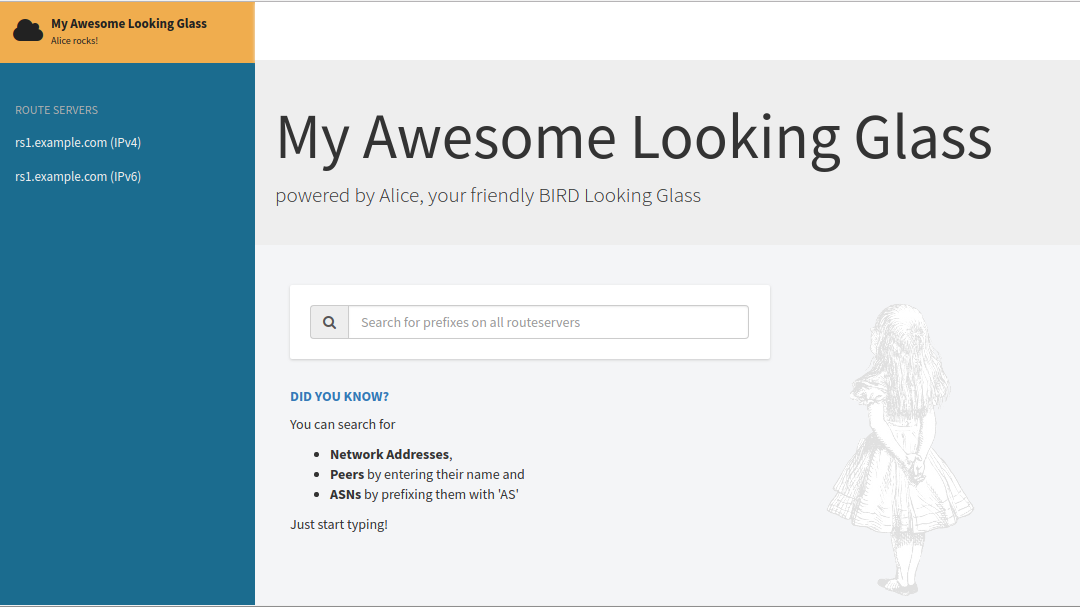 My Awesome Looking Glass
Alice rocks!
ROUTE SERVERS
rs1.example.com (IPv4)
rs1.example.com (IPv6)
My Awesome Looking Glass
powered by Alice, your friendly BIRD Looking Glass
Search for prefixes on all routeservers
DID YOU KNOW?
You can search for
• Network Addresses,
• Peers by entering their name and
• ASNs by prefixing them with 'AS'
Just start typing!